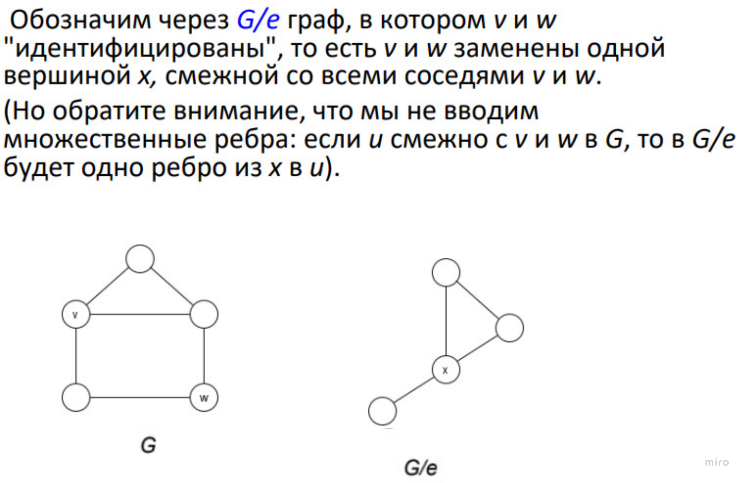 Обозначим через G/e граф, в котором v и w
"идентифицированы", то есть v и w заменены одной
вершиной x, смежной со всеми соседями v и w.
(Но обратите внимание, что мы не вводим
множественные ребра: если u смежно с v и w в G, то в G/e
будет одно ребро из x в u).
v
w
G
x
G/e
miro